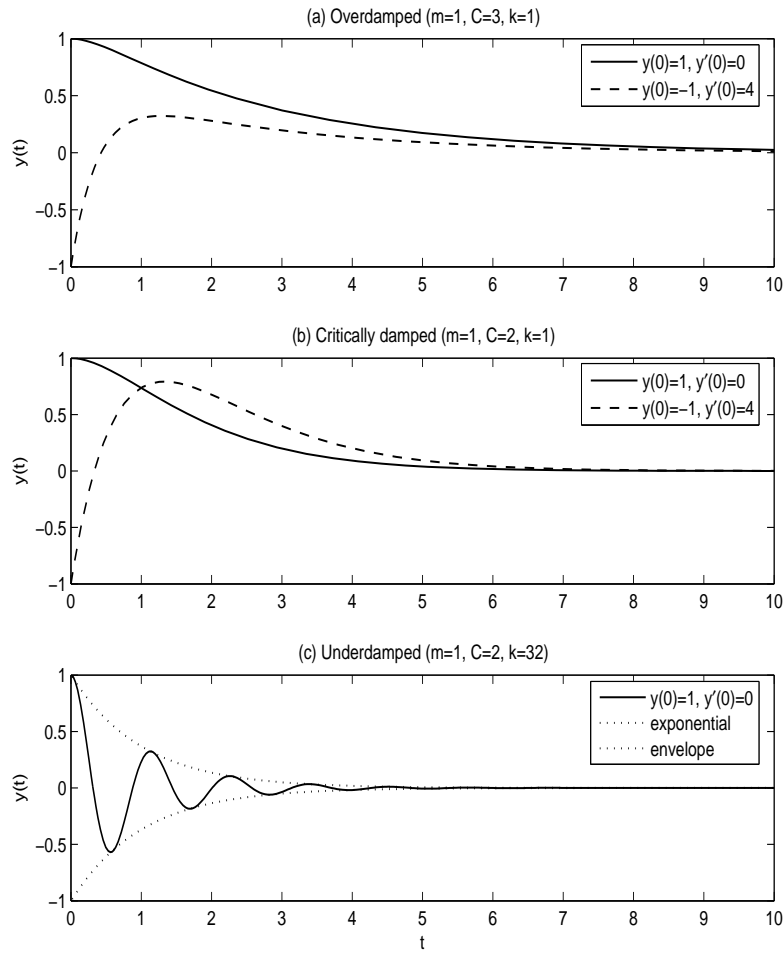 (a) Overdamped (m=1, C=3, k=1)
1
0.5
0
−0.5
−1
y(t)
y(0)=1, y′(0)=0
y(0)=−1, y′(0)=4
0 1 2 3 4 5 6 7 8 9 10
(b) Critically damped (m=1, C=2, k=1)
1
0.5
0
−0.5
−1
y(t)
y(0)=1, y′(0)=0
y(0)=−1, y′(0)=4
0 1 2 3 4 5 6 7 8 9 10
(c) Underdamped (m=1, C=2, k=32)
1
0.5
0
−0.5
−1
y(t)
y(0)=1, y′(0)=0
exponential
envelope
0 1 2 3 4 5 6 7 8 9 10
t